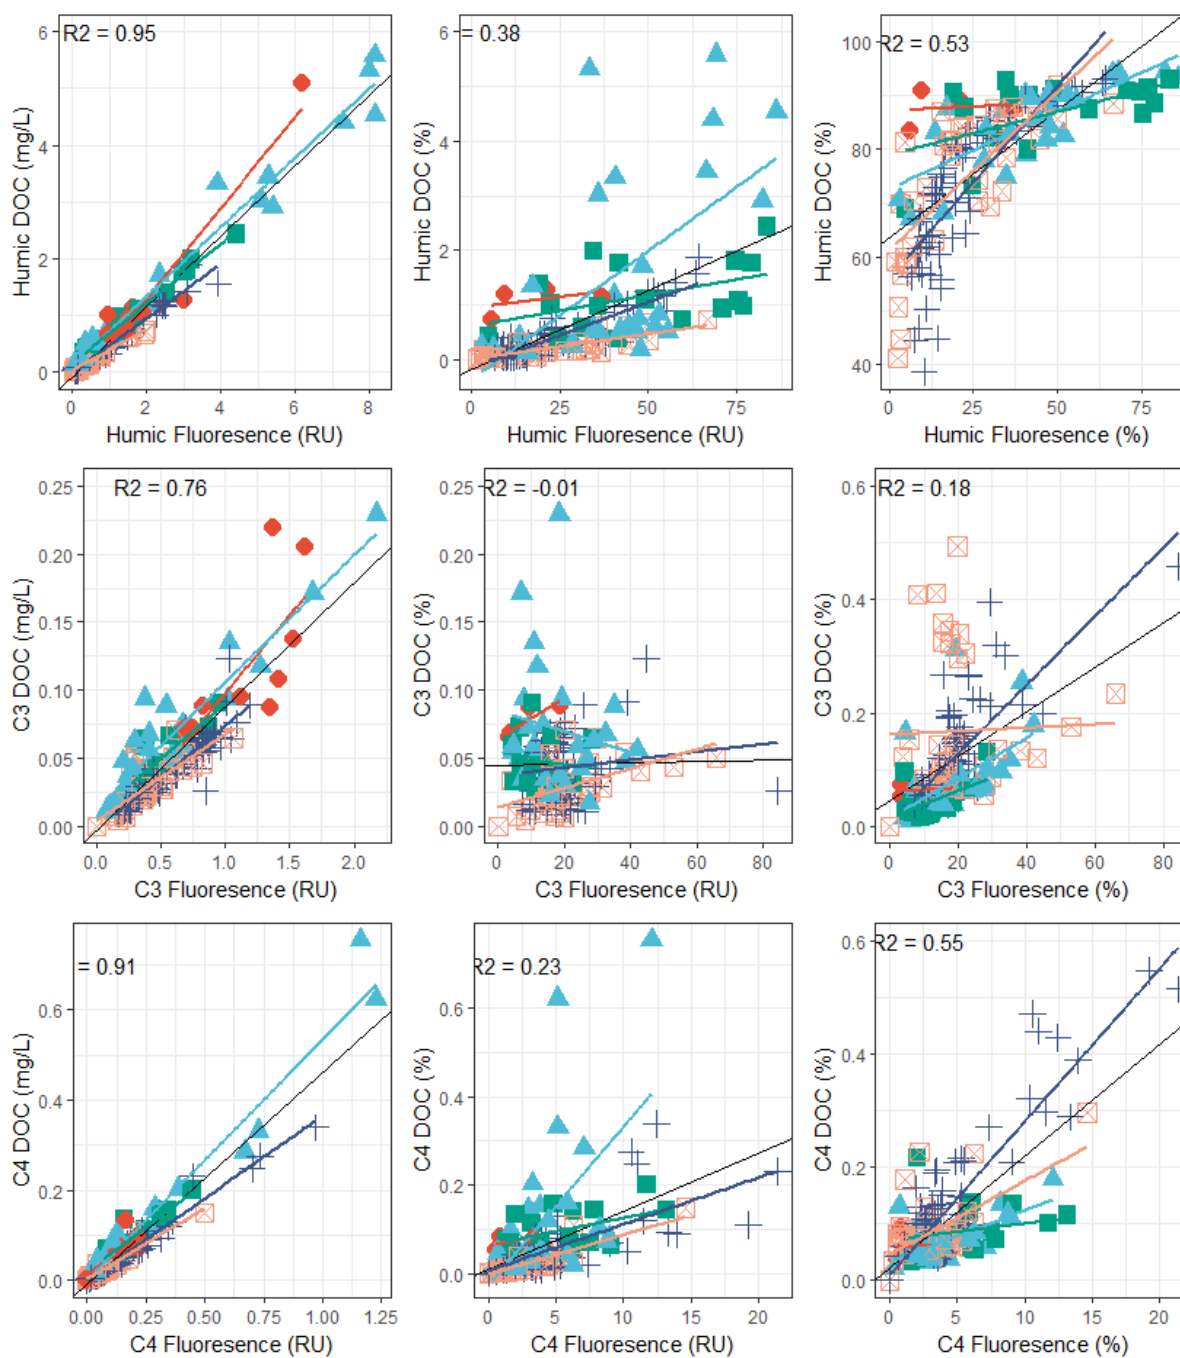 R2 = 0.95
6
4
2
0
Humic DOC (mg/L)
0 2 4 6 8
Humic Fluoresence (RU)
= 0.38
6
4
2
0
Humic DOC (%)
0 25 50 75
Humic Fluoresence (RU)
R2 = 0.53
100
80
60
40
Humic DOC (%)
0 25 50 75
Humic Fluoresence (%)
R2 = 0.76
0.25
0.20
0.15
0.10
0.05
0.00
C3 DOC (mg/L)
0.0 0.5 1.0 1.5 2.0
C3 Fluoresence (RU)
R2 = -0.01
0.25
0.20
0.15
0.10
0.05
0.00
C3 DOC (%)
0 20 40 60 80
C3 Fluoresence (RU)
R2 = 0.18
0.6
0.4
0.2
0.0
C3 DOC (%)
0 20 40 60 80
C3 Fluoresence (%)
= 0.91
0.6
0.4
0.2
0.0
C4 DOC (mg/L)
0.00 0.25 0.50 0.75 1.00 1.25
C4 Fluoresence (RU)
R2 = 0.23
0.6
0.4
0.2
0.0
C4 DOC (%)
0 5 10 15 20
C4 Fluoresence (RU)
R2 = 0.55
0.6
0.4
0.2
0.0
C4 DOC (%)
0 5 10 15 20
C4 Fluoresence (%)